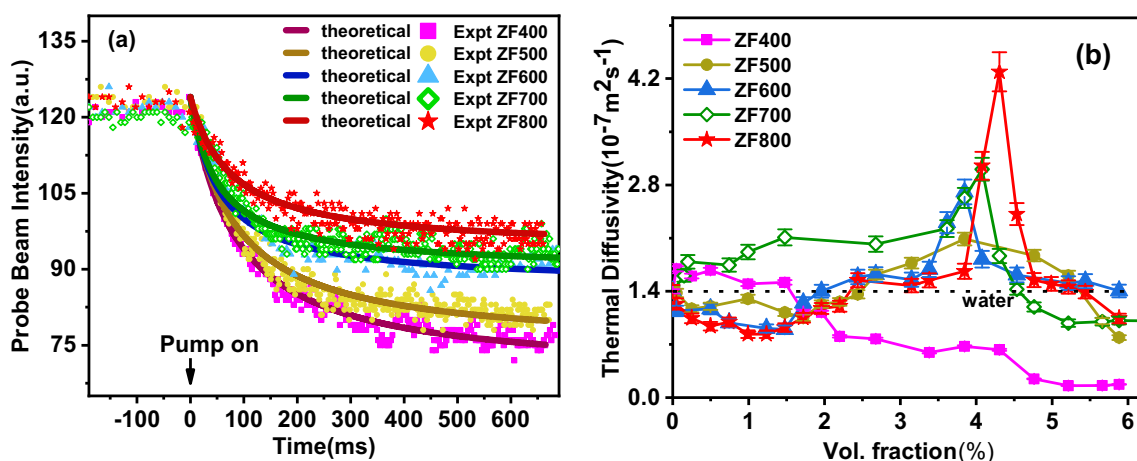 (a)
theoretical Expt ZF400
theoretical Expt ZF500
theoretical Expt ZF600
theoretical Expt ZF700
theoretical Expt ZF800
135
120
105
90
75
Probe Beam Intensity(a.u.)
Pump on
-100 0 100 200 300 400 500 600
Time(ms)
(b)
ZF400
ZF500
ZF600
ZF700
ZF800
4.2
2.8
1.4
0.0
Thermal Diffusivity(10⁻⁷ m²s⁻¹)
water
0 1 2 3 4 5 6
Vol. fraction(%)